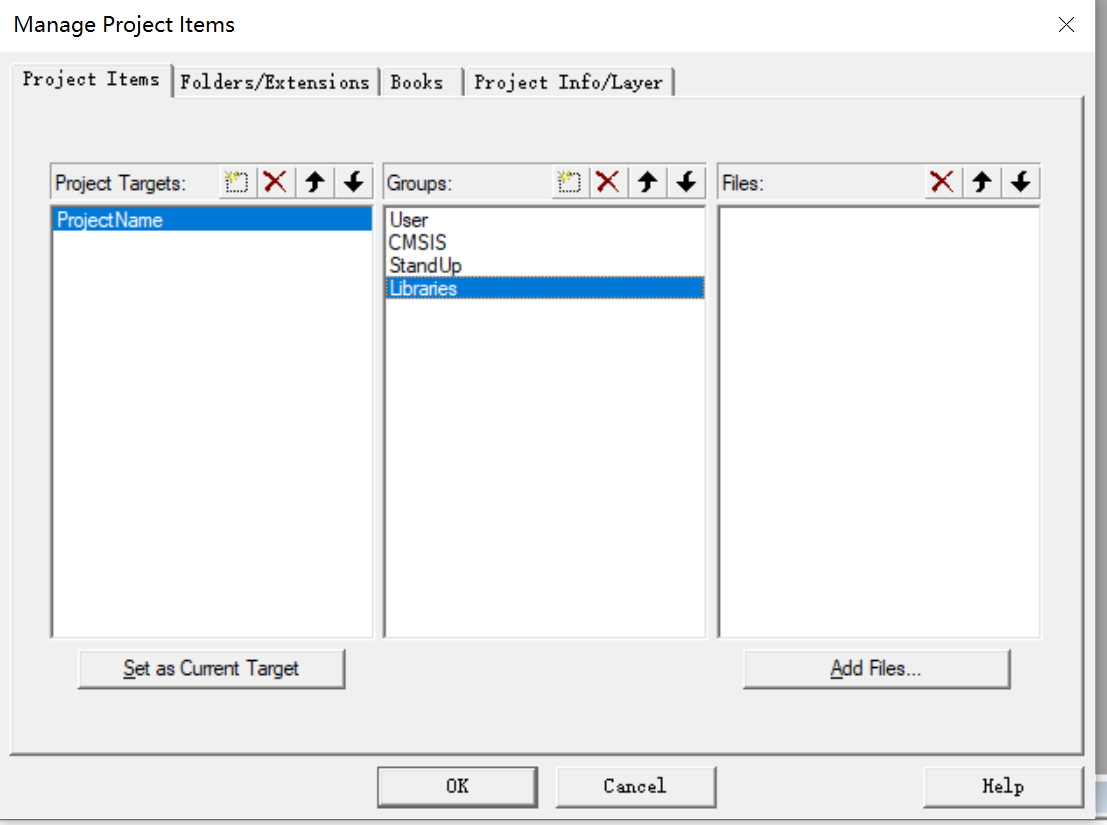 Manage Project Items
Project Items Folders/Extensions Books Project Info/Layer
Project Targets: Groups: Files:
ProjectName
User
CMSIS
StandUp
Libraries
Set as Current Target
Add Files...
OK Cancel Help